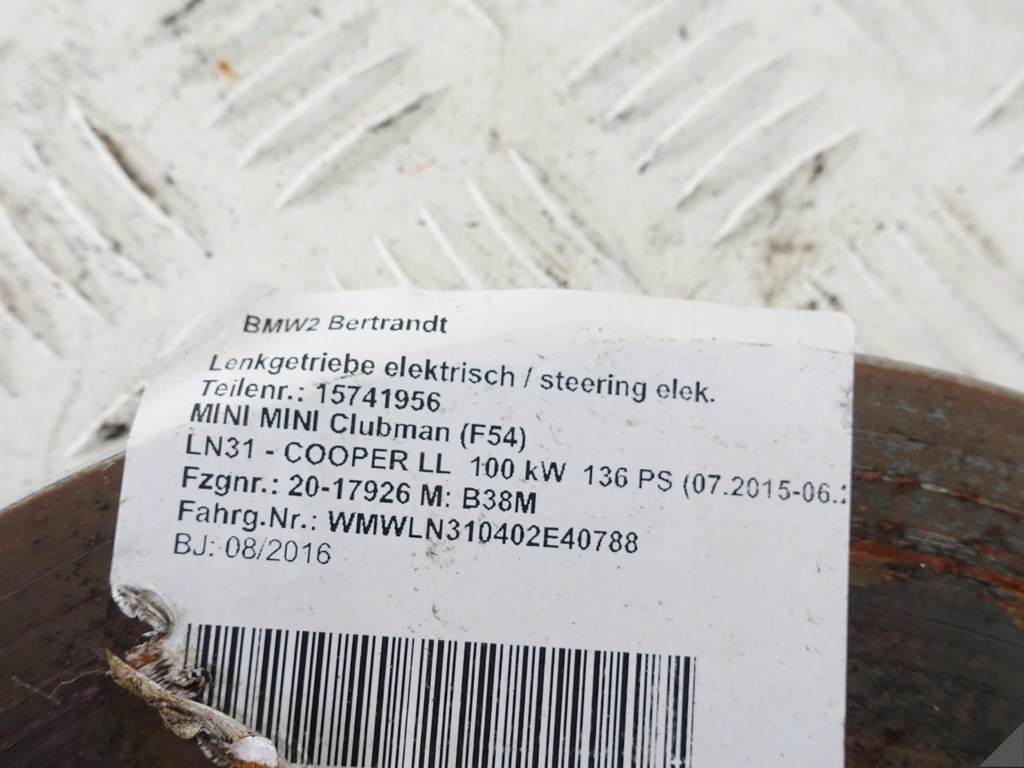 BMW2 Bertrandt
Lenkgetriebe elektrisch / steering elek.
Teilenr.: 15741956
MINI MINI Clubman (F54)
LN31 - COOPER LL 100 kW 136 PS (07.2015-06.
Fzgnr.: 20-17926 M: B38M
Fahrg.Nr.: WMWLN310402E40788
BJ: 08/2016